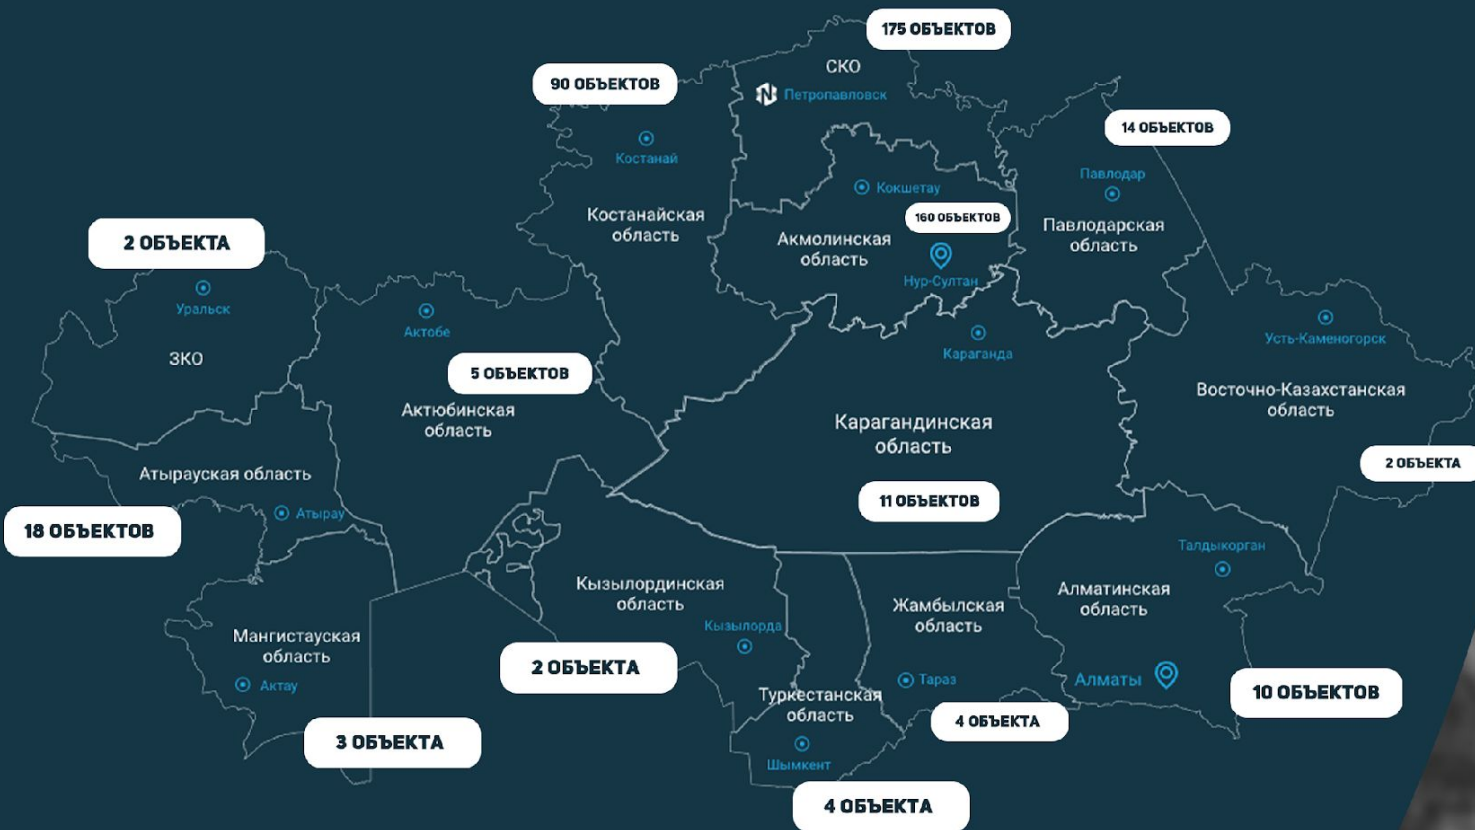 175 ОБЪЕКТОВ
СКО
90 ОБЪЕКТОВ
Петропавловск
14 ОБЪЕКТОВ
Костанай
Павлодар
Кокшетау
Костанайская
область
160 ОБЪЕКТОВ
Павлодарская
область
2 ОБЪЕКТА
Акмолинская
область
Нур-Султан
Уральск
Актобе
Усть-Каменогорск
ЗКО
Караганда
5 ОБЪЕКТОВ
Восточно-Казахстанская
область
Актюбинская
область
Карагандинская
область
2 ОБЪЕКТА
Атырауская область
11 ОБЪЕКТОВ
Атырау
18 ОБЪЕКТОВ
Талдыкорган
Кызылординская
область
Алматинская
область
Жамбылская
область
Кызылорда
Мангистауская
область
2 ОБЪЕКТА
Актау
Тараз
Алматы
10 ОБЪЕКТОВ
Туркестанская
область
4 ОБЪЕКТА
3 ОБЪЕКТА
Шымкент
4 ОБЪЕКТА